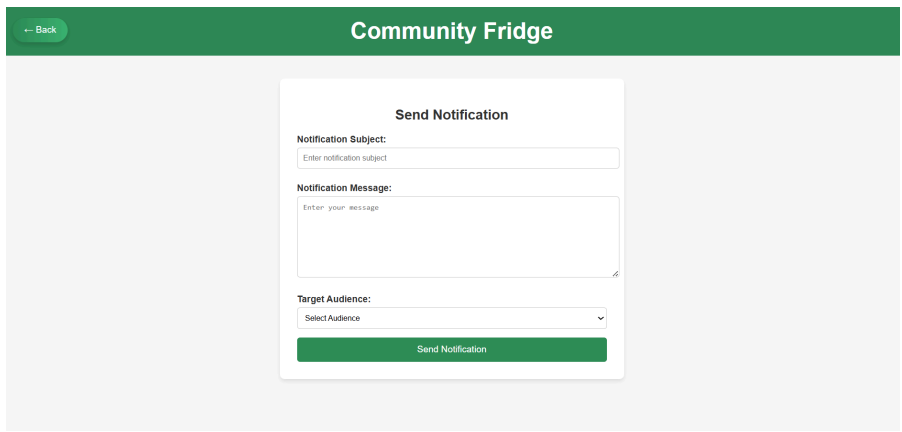 ← Back
Community Fridge
Send Notification
Notification Subject:
Enter notification subject
Notification Message:
Enter your message
Target Audience:
Select Audience
Send Notification